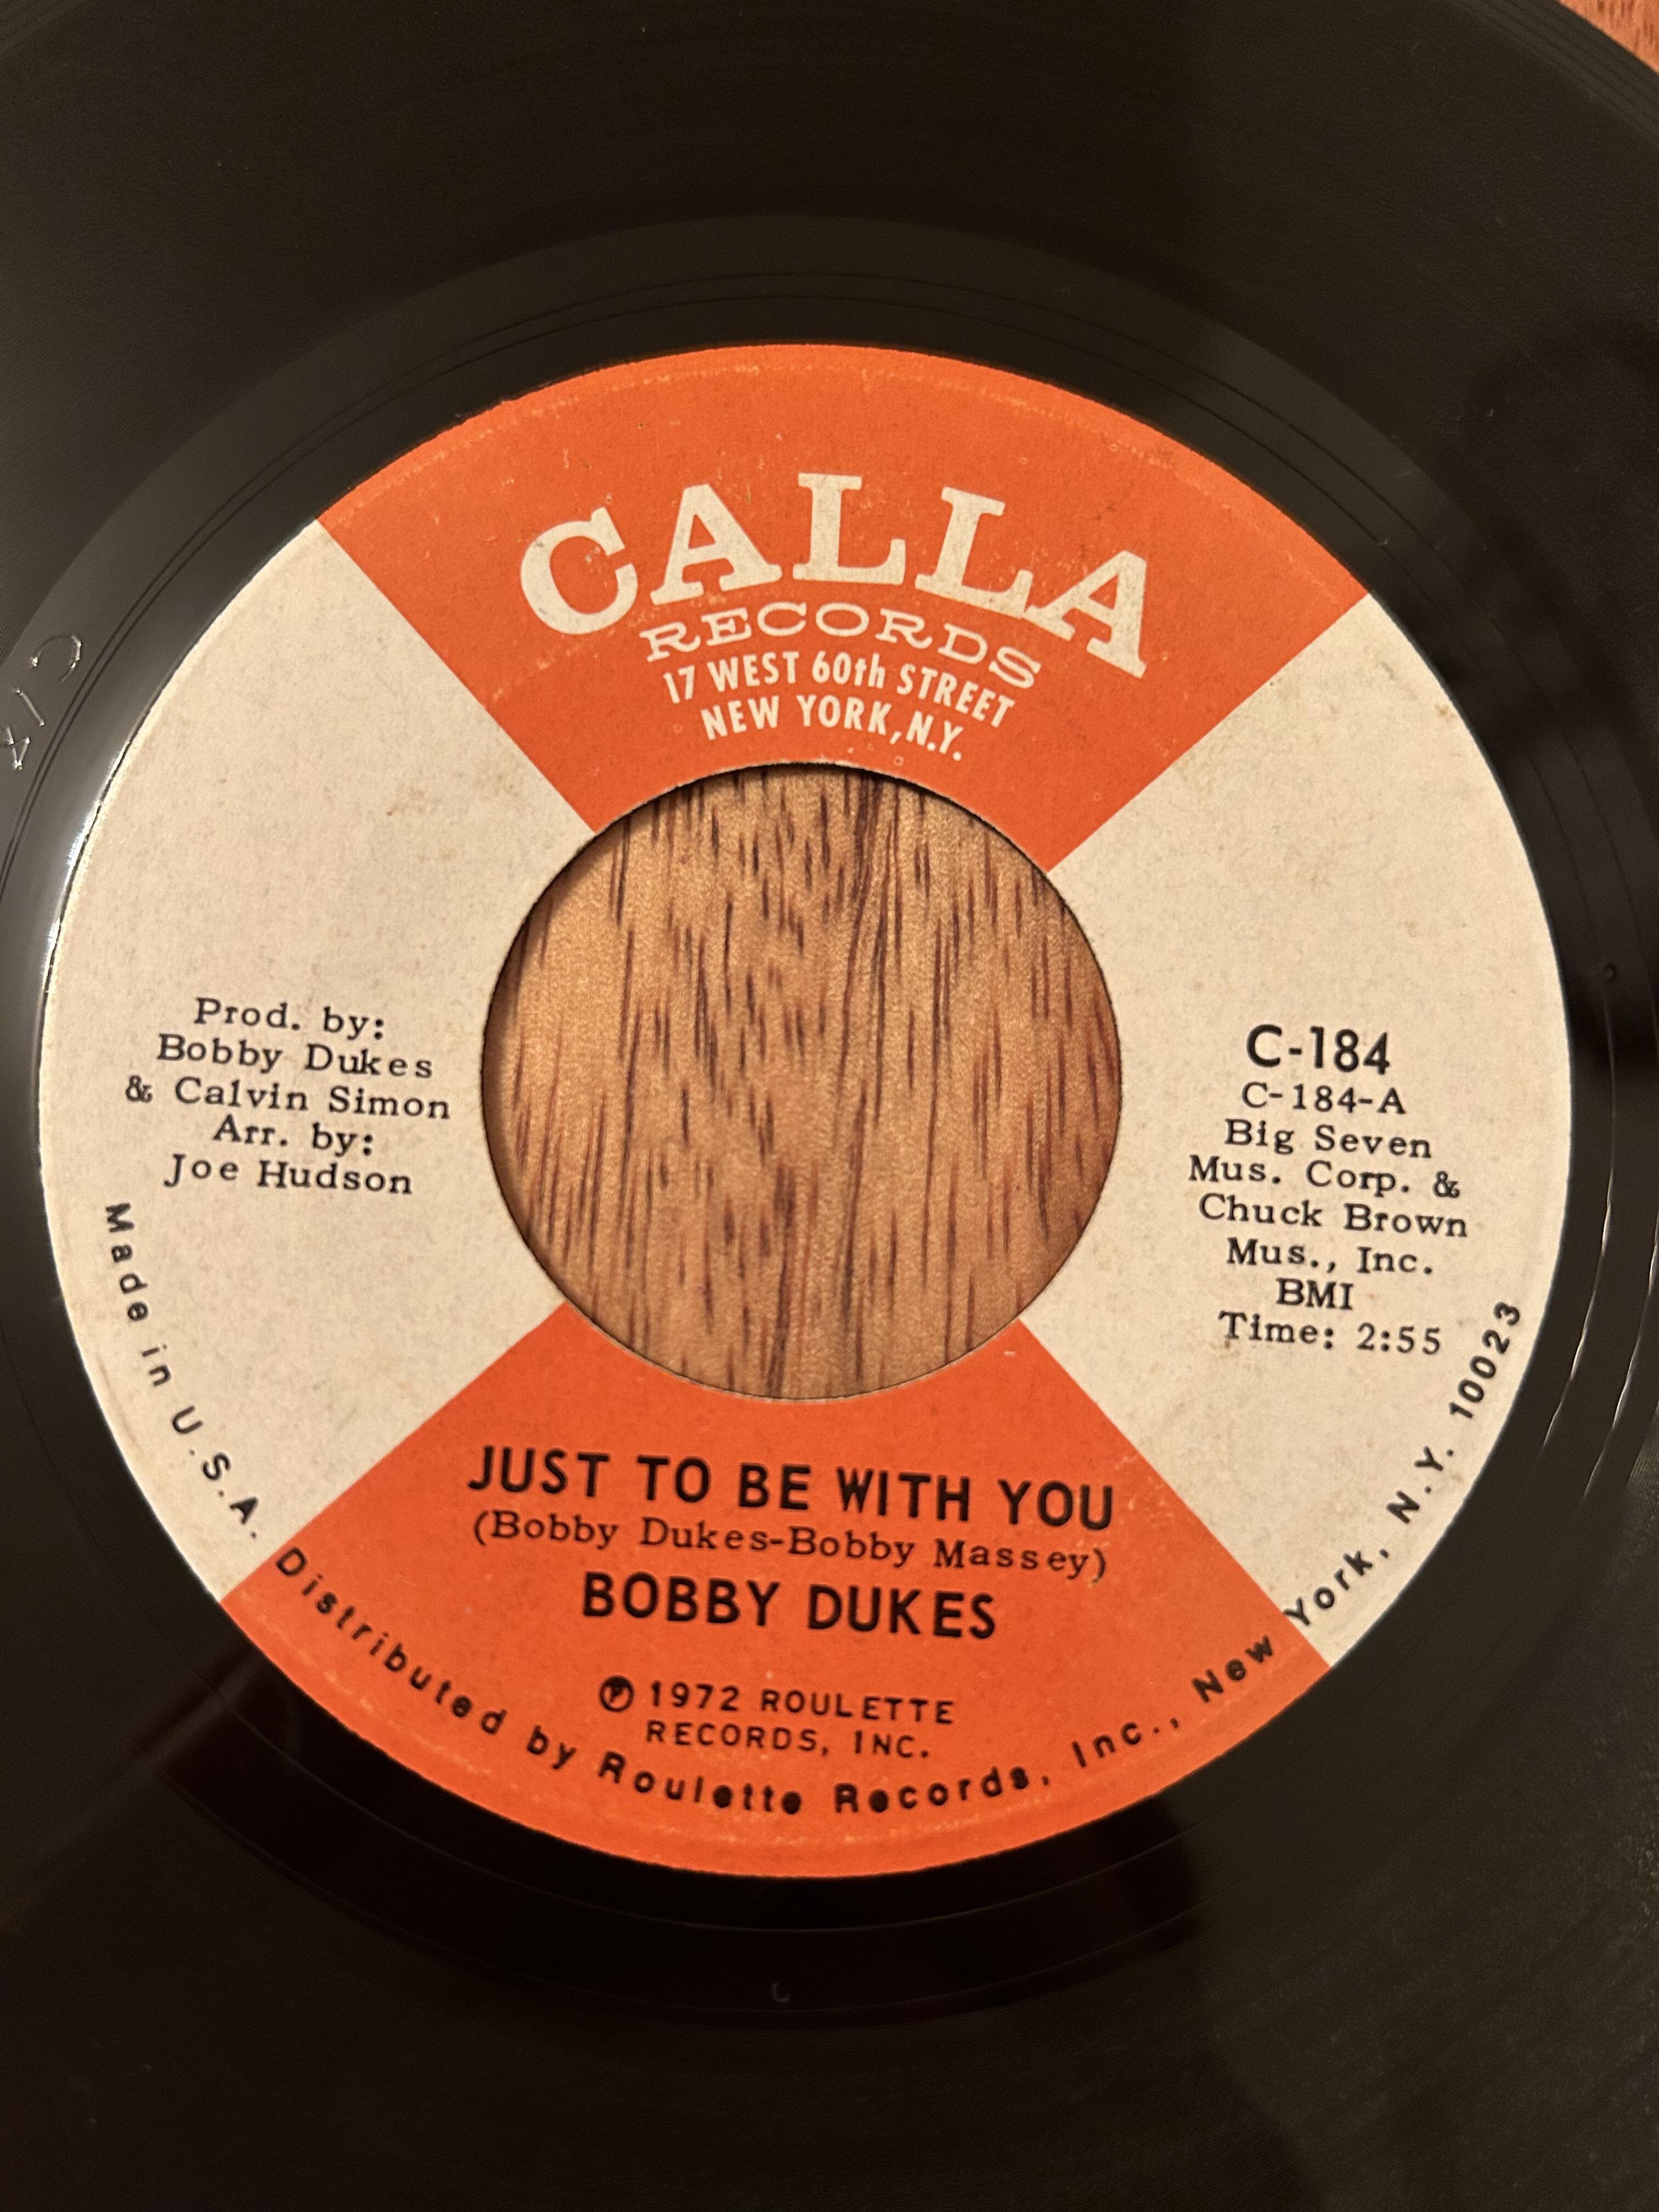 CALLA
RECORDS
17 WEST 60th STREET
NEW YORK, N.Y.
Prod. by:
Bobby Dukes
& Calvin Simon
Arr. by:
Joe Hudson
C-184
C-184-A
Big Seven
Mus. Corp. &
Chuck Brown
Mus., Inc.
BMI
Time: 2:55
JUST TO BE WITH YOU
(Bobby Dukes-Bobby Massey)
BOBBY DUKES
℗ 1972 ROULETTE
RECORDS, INC.
Made in U.S.A. Distributed by Roulette Records, Inc., New York, N.Y. 10023